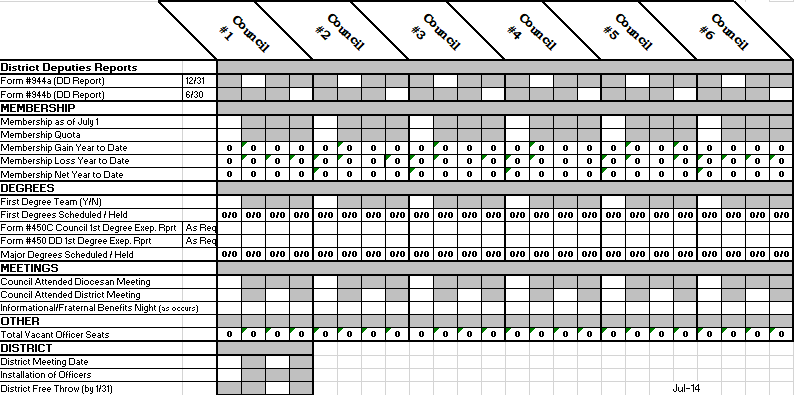 #1 Council #2 Council #3 Council #4 Council #5 Council #6 Council
District Deputies Reports
Form #944a (DD Report) 12/31
Form #944b (DD Report) 6/30
MEMBERSHIP
Membership as of July 1
Membership Quota
Membership Gain Year to Date 0 0 0 0 0 0 0 0 0 0 0 0 0 0 0 0 0 0 0 0 0 0 0 0
Membership Loss Year to Date 0 0 0 0 0 0 0 0 0 0 0 0 0 0 0 0 0 0 0 0 0 0 0 0
Membership Net Year to Date 0 0 0 0 0 0 0 0 0 0 0 0 0 0 0 0 0 0 0 0 0 0 0 0
DEGREES
First Degree Team (Y/N)
First Degrees Scheduled / Held 0/0 0/0 0/0 0/0 0/0 0/0 0/0 0/0 0/0 0/0 0/0 0/0 0/0 0/0 0/0 0/0 0/0 0/0 0/0 0/0 0/0 0/0 0/0 0/0
Form #450C Council 1st Degree Exep. Rprt As Req
Form #450 DD 1st Degree Exep. Rprt As Req
Major Degrees Scheduled / Held 0/0 0/0 0/0 0/0 0/0 0/0 0/0 0/0 0/0 0/0 0/0 0/0 0/0 0/0 0/0 0/0 0/0 0/0 0/0 0/0 0/0 0/0 0/0 0/0
MEETINGS
Council Attended Diocesan Meeting
Council Attended District Meeting
Informational/Fraternal Benefits Night (as occurs)
OTHER
Total Vacant Officer Seats 0 0 0 0 0 0 0 0 0 0 0 0 0 0 0 0 0 0 0 0 0 0 0 0
DISTRICT
District Meeting Date
Installation of Officers
District Free Throw (by 1/31) Jul-14